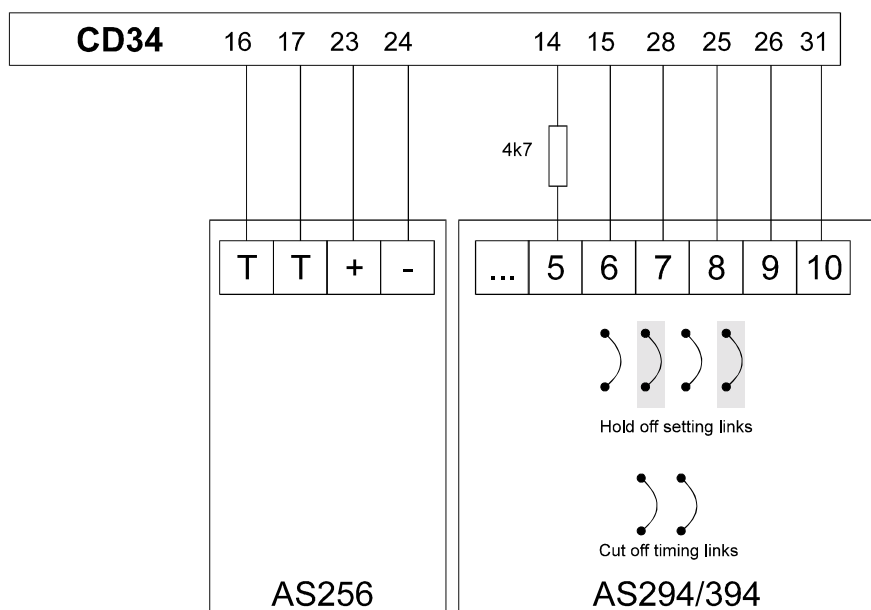 CD34 16 17 23 24 14 15 28 25 26 31
4k7
T T + - ... 5 6 7 8 9 10
Hold off setting links
Cut off timing links
AS256 AS294/394